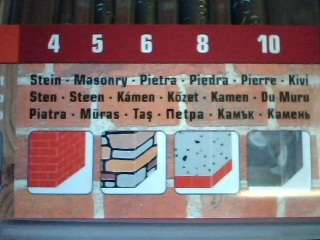 4 5 6 8 10
Stein · Masonry · Pietra · Piedra · Pierre · Kivi
Sten · Steen · Kámen · Kőzet · Kamen · Du Muru
Piatra · Mūras · Taş · Петра · Камък · Камень